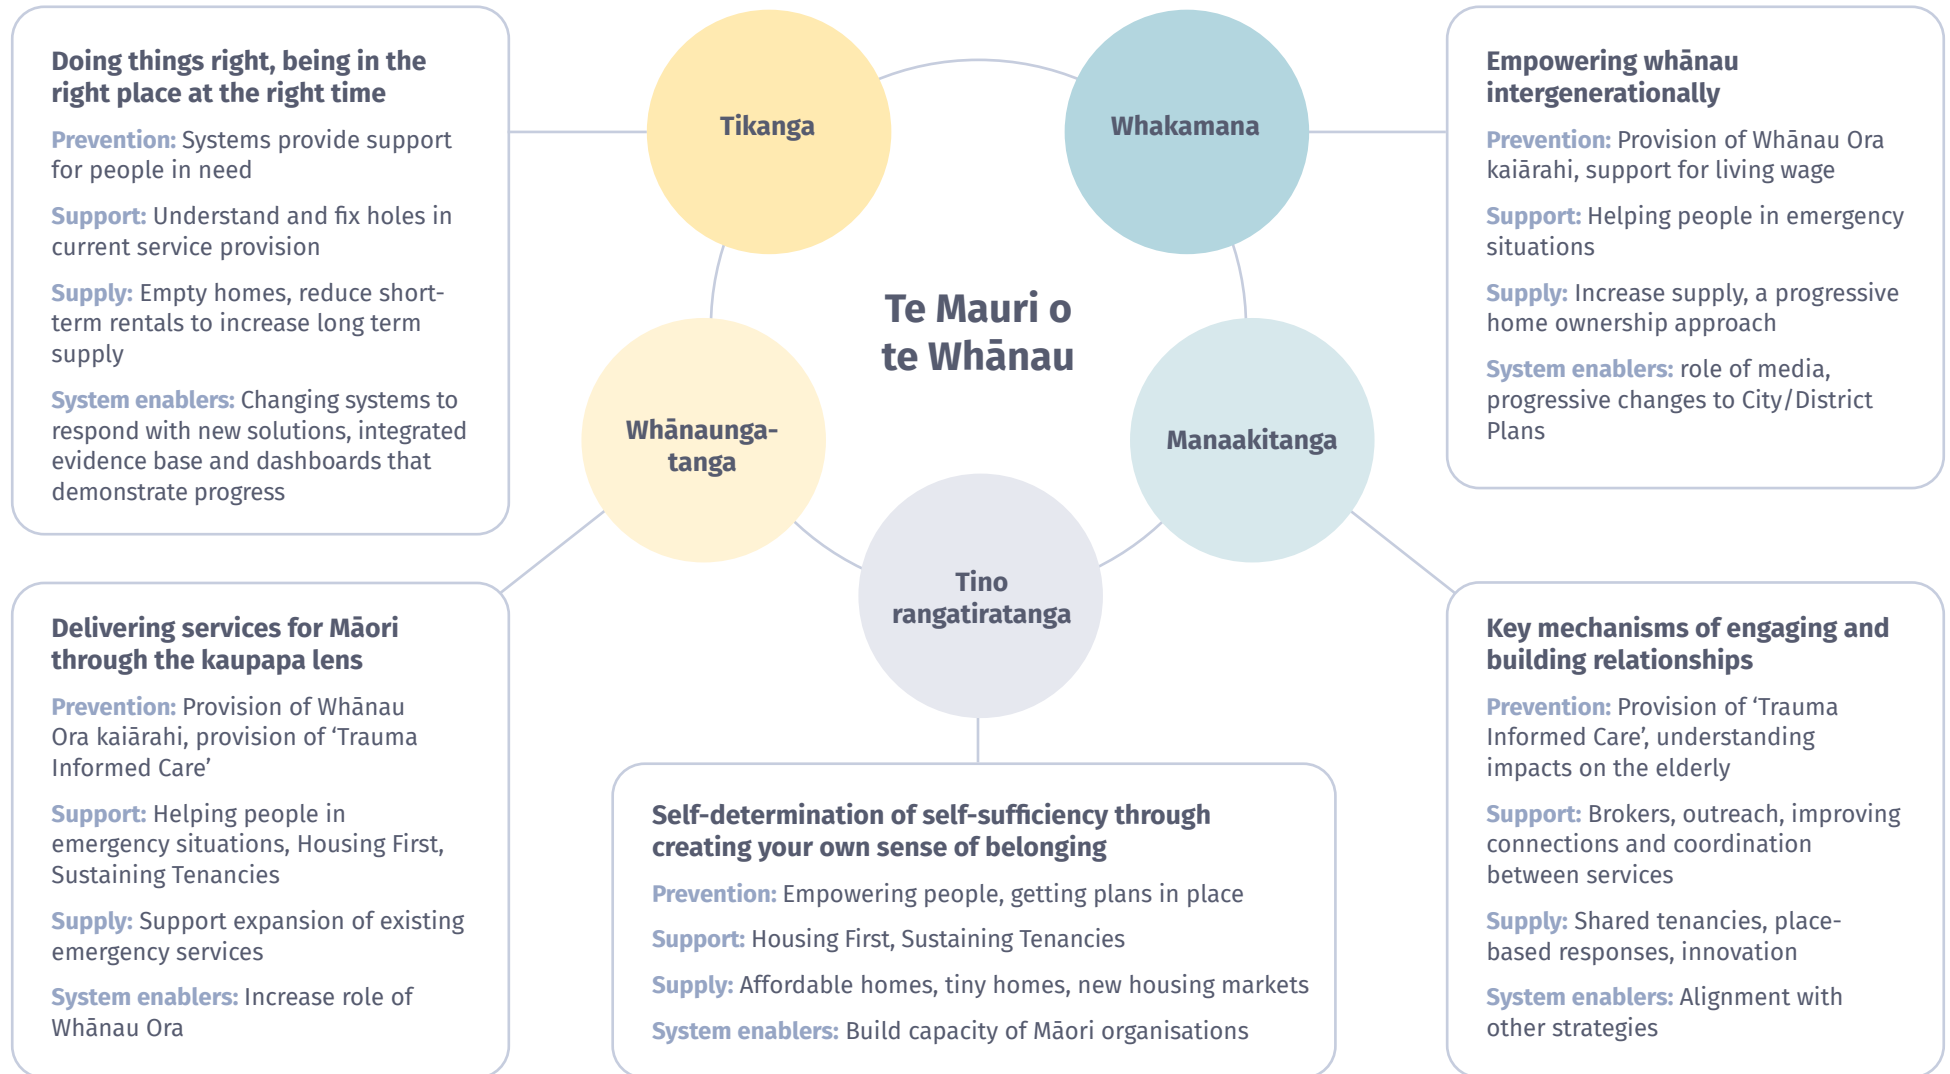 Doing things right, being in the
right place at the right time
Prevention: Systems provide support
for people in need
Support: Understand and fix holes in
current service provision
Supply: Empty homes, reduce short-
term rentals to increase long term
supply
System enablers: Changing systems to
respond with new solutions, integrated
evidence base and dashboards that
demonstrate progress
Tikanga
Whakamana
Empowering whānau
intergenerationally
Prevention: Provision of Whānau Ora
kaiārahi, support for living wage
Support: Helping people in emergency
situations
Supply: Increase supply, a progressive
home ownership approach
System enablers: role of media,
progressive changes to City/District
Plans
Te Mauri o
te Whānau
Whānaunga-
tanga
Manaakitanga
Tino
rangatiratanga
Delivering services for Māori
through the kaupapa lens
Prevention: Provision of Whānau
Ora kaiārahi, provision of ‘Trauma
Informed Care’
Support: Helping people in
emergency situations, Housing First,
Sustaining Tenancies
Supply: Support expansion of existing
emergency services
System enablers: Increase role of
Whānau Ora
Self-determination of self-sufficiency through
creating your own sense of belonging
Prevention: Empowering people, getting plans in place
Support: Housing First, Sustaining Tenancies
Supply: Affordable homes, tiny homes, new housing markets
System enablers: Build capacity of Māori organisations
Key mechanisms of engaging and
building relationships
Prevention: Provision of ‘Trauma
Informed Care’, understanding
impacts on the elderly
Support: Brokers, outreach, improving
connections and coordination
between services
Supply: Shared tenancies, place-
based responses, innovation
System enablers: Alignment with
other strategies